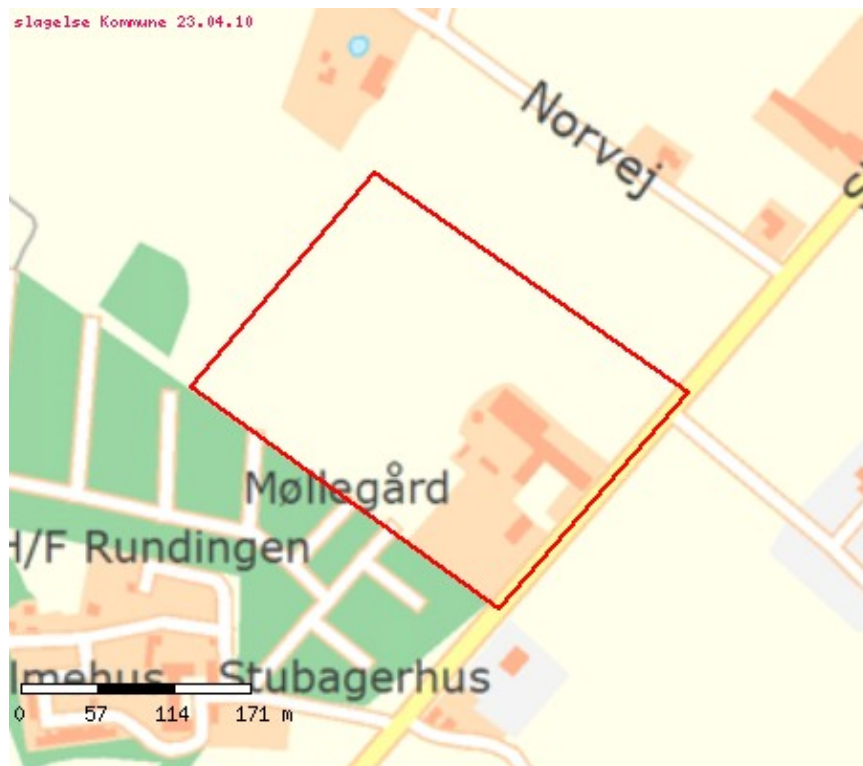 slagelse Kommune 23.04.10
Norvej
Møllegård
H/F Rundingen
lmehus
Stubagerhus
0 57 114 171 m